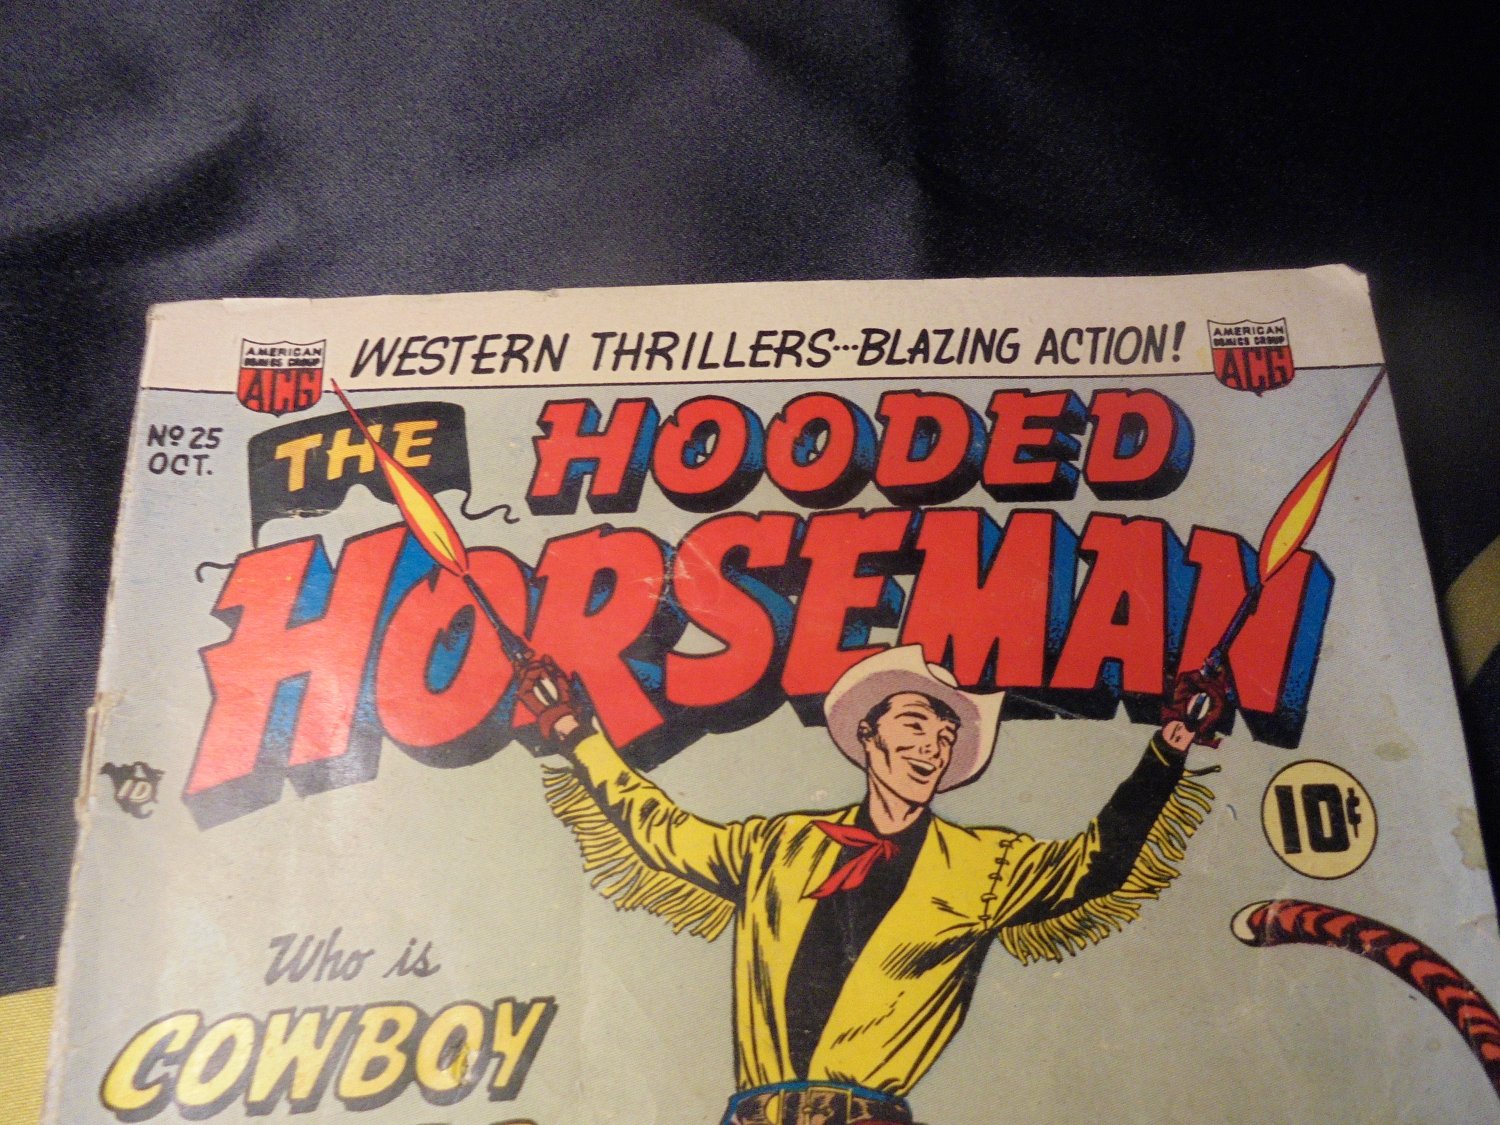 WESTERN THRILLERS...BLAZING ACTION!
AMERICAN
COMICS GROUP
ACG
AMERICAN
COMICS GROUP
ACG
No 25
OCT.
THE HOODED
HORSEMAN
ID
10¢
Who is
COWBOY